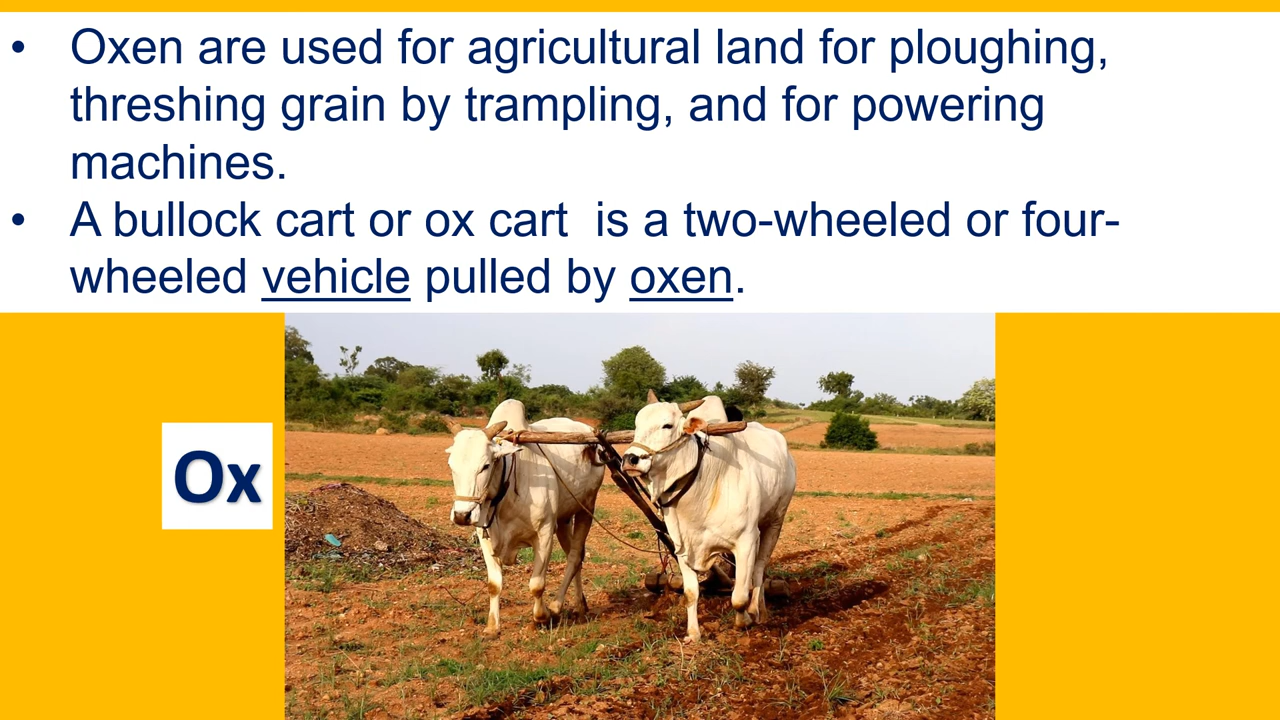 • Oxen are used for agricultural land for ploughing,
threshing grain by trampling, and for powering
machines.
• A bullock cart or ox cart  is a two-wheeled or four-
wheeled vehicle pulled by oxen.
Ox